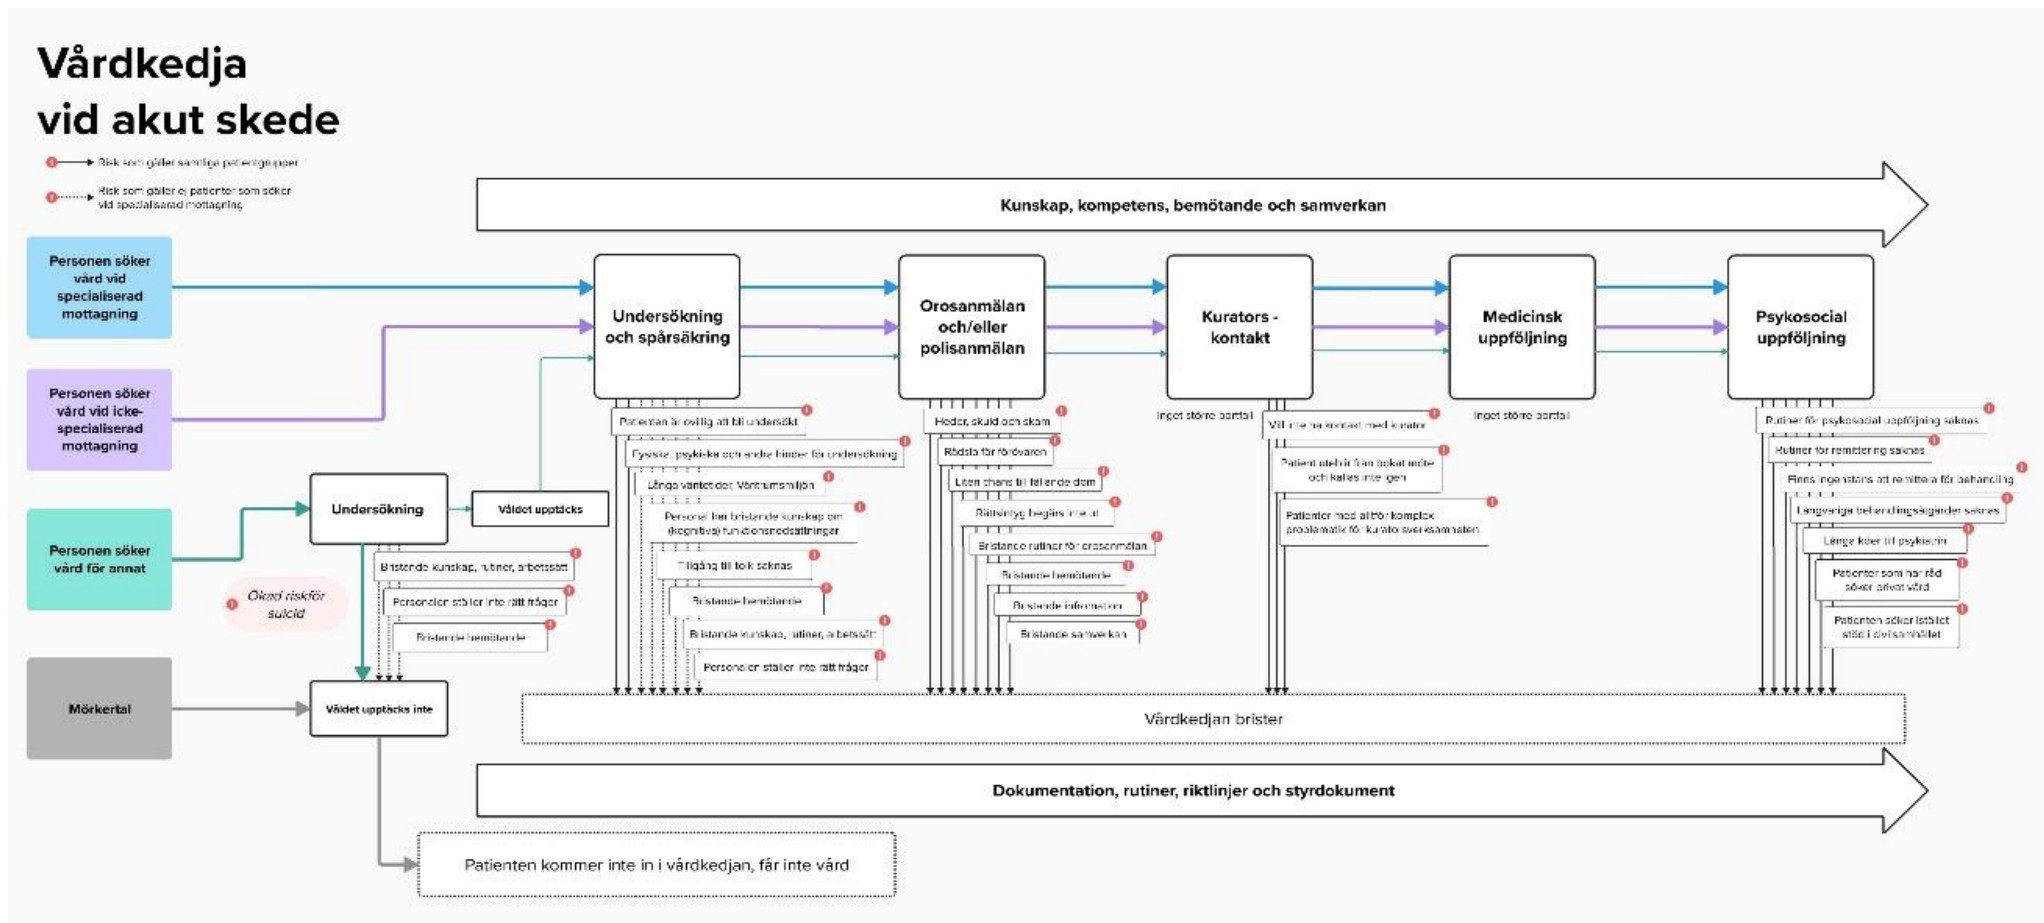 Vårdkedja
vid akut skede
Risk som gäller samtliga patientgrupper
Risk som gäller ej patienter som söker
vid specialiserad mottagning
Kunskap, kompetens, bemötande och samverkan
Personen söker
vård vid
specialiserad
mottagning
Personen söker
vård vid icke-
specialiserad
mottagning
Personen söker
vård för annat
Mörkertal
Undersökning
Våldet upptäcks
Ökad riskför
suicid
Bristande kunskap, rutiner, arbetssätt
Personalen ställer inte rätt frågor
Bristande bemötande
Våldet upptäcks inte
Undersökning
och spårsäkring
Patienten är ovillig att bli undersökt
Fysiska, psykiska och andra hinder för undersökning
Långa väntetider, Väntrumsmiljön
Personal har bristande kunskap om
(kognitiva) funktionsnedsättningar
Tillgång till tolk saknas
Bristande bemötande
Bristande kunskap, rutiner, arbetssätt
Personalen ställer inte rätt frågor
Orosanmälan
och/eller
polisanmälan
Heder, skuld och skam
Rädsla för förövaren
Liten chans till fällande dom
Rättsintyg begärs inte ut
Bristande rutiner för orosanmälan
Bristande bemötande
Bristande infromation
Bristande samverkan
Kurators -
kontakt
Inget större bortfall
Vill inte ha kontakt med kurator
Patient uteblir från bokat möte
och kallas inte igen
Patienter med alltför komplex
problematik för kuratorsverksamheten
Medicinsk
uppföljning
Inget större bortfall
Psykosocial
uppföljning
Rutiner för psykosocial uppföljning saknas
Rutiner för remittering saknas
Finns ingenstans att remittera för behandling
Långvariga behandlingsåtgärder saknas
Långa köer till psykiatrin
Patienter som har råd
söker privat vård
Patienten söker istället
stöd i civilsamhället
Vårdkedjan brister
Dokumentation, rutiner, riktlinjer och styrdokument
Patienten kommer inte in i vårdkedjan, får inte vård